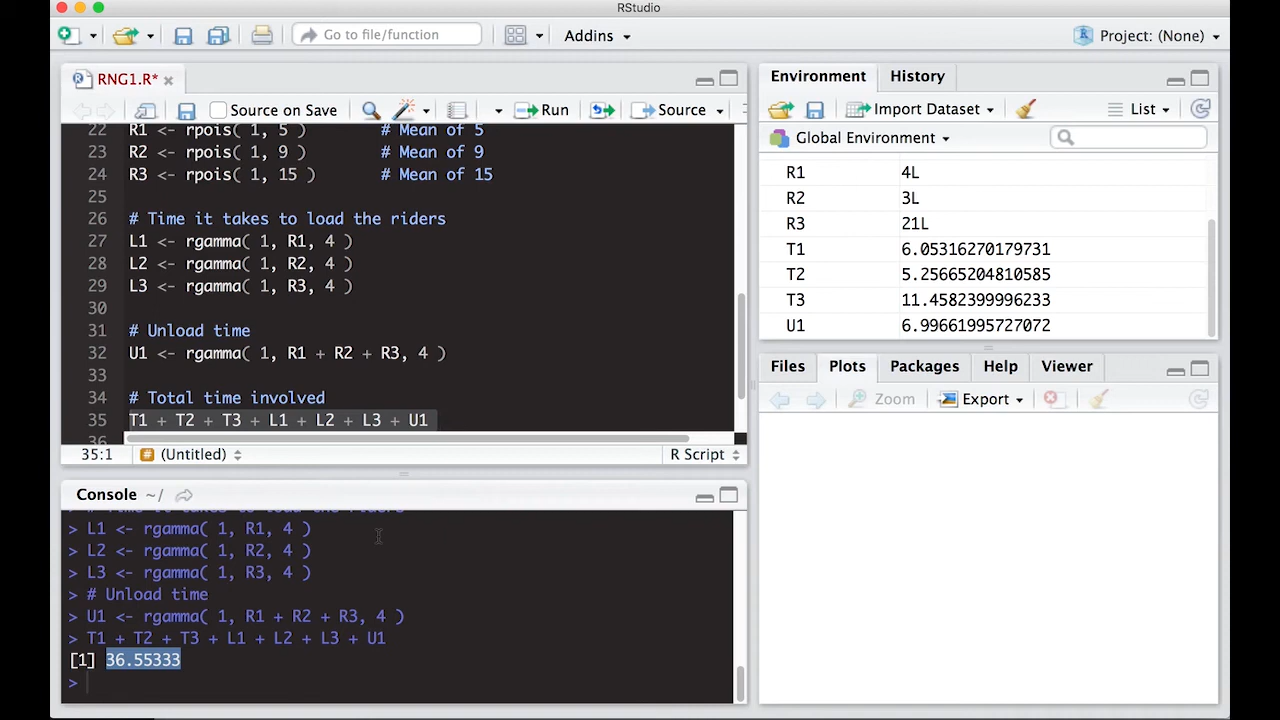 RStudio
Go to file/function
Addins
Project: (None)
RNG1.R*
Source on Save
Run
Source
22 R1 <- rpois( 1, 5 ) # Mean of 5
23 R2 <- rpois( 1, 9 ) # Mean of 9
24 R3 <- rpois( 1, 15 ) # Mean of 15
25
26 # Time it takes to load the riders
27 L1 <- rgamma( 1, R1, 4 )
28 L2 <- rgamma( 1, R2, 4 )
29 L3 <- rgamma( 1, R3, 4 )
30
31 # Unload time
32 U1 <- rgamma( 1, R1 + R2 + R3, 4 )
33
34 # Total time involved
35 T1 + T2 + T3 + L1 + L2 + L3 + U1
36
35:1 (Untitled) R Script
Console ~/
> # Time it takes to load the riders
> L1 <- rgamma( 1, R1, 4 )
> L2 <- rgamma( 1, R2, 4 )
> L3 <- rgamma( 1, R3, 4 )
> # Unload time
> U1 <- rgamma( 1, R1 + R2 + R3, 4 )
> T1 + T2 + T3 + L1 + L2 + L3 + U1
[1] 36.55333
>
Environment History
Import Dataset List
Global Environment
R1 4L
R2 3L
R3 21L
T1 6.05316270179731
T2 5.25665204810585
T3 11.4582399996233
U1 6.99661995727072
Files Plots Packages Help Viewer
Zoom Export